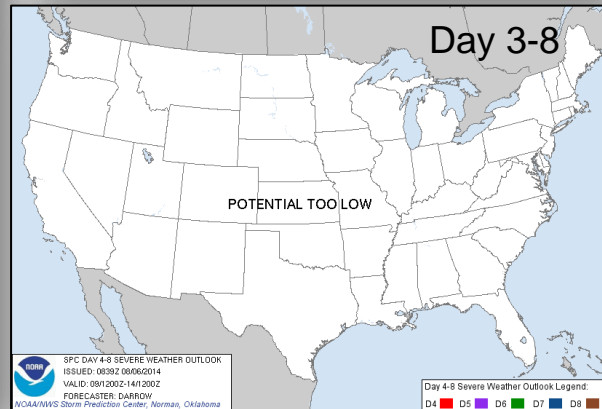 Day 3-8
POTENTIAL TOO LOW
NOAA
SPC DAY 4-8 SEVERE WEATHER OUTLOOK
ISSUED: 0839Z 08/06/2014
VALID: 09/1200Z-14/1200Z
FORECASTER: DARROW
NOAA/NWS Storm Prediction Center, Norman, Oklahoma
Day 4-8 Severe Weather Outlook Legend:
D4 D5 D6 D7 D8